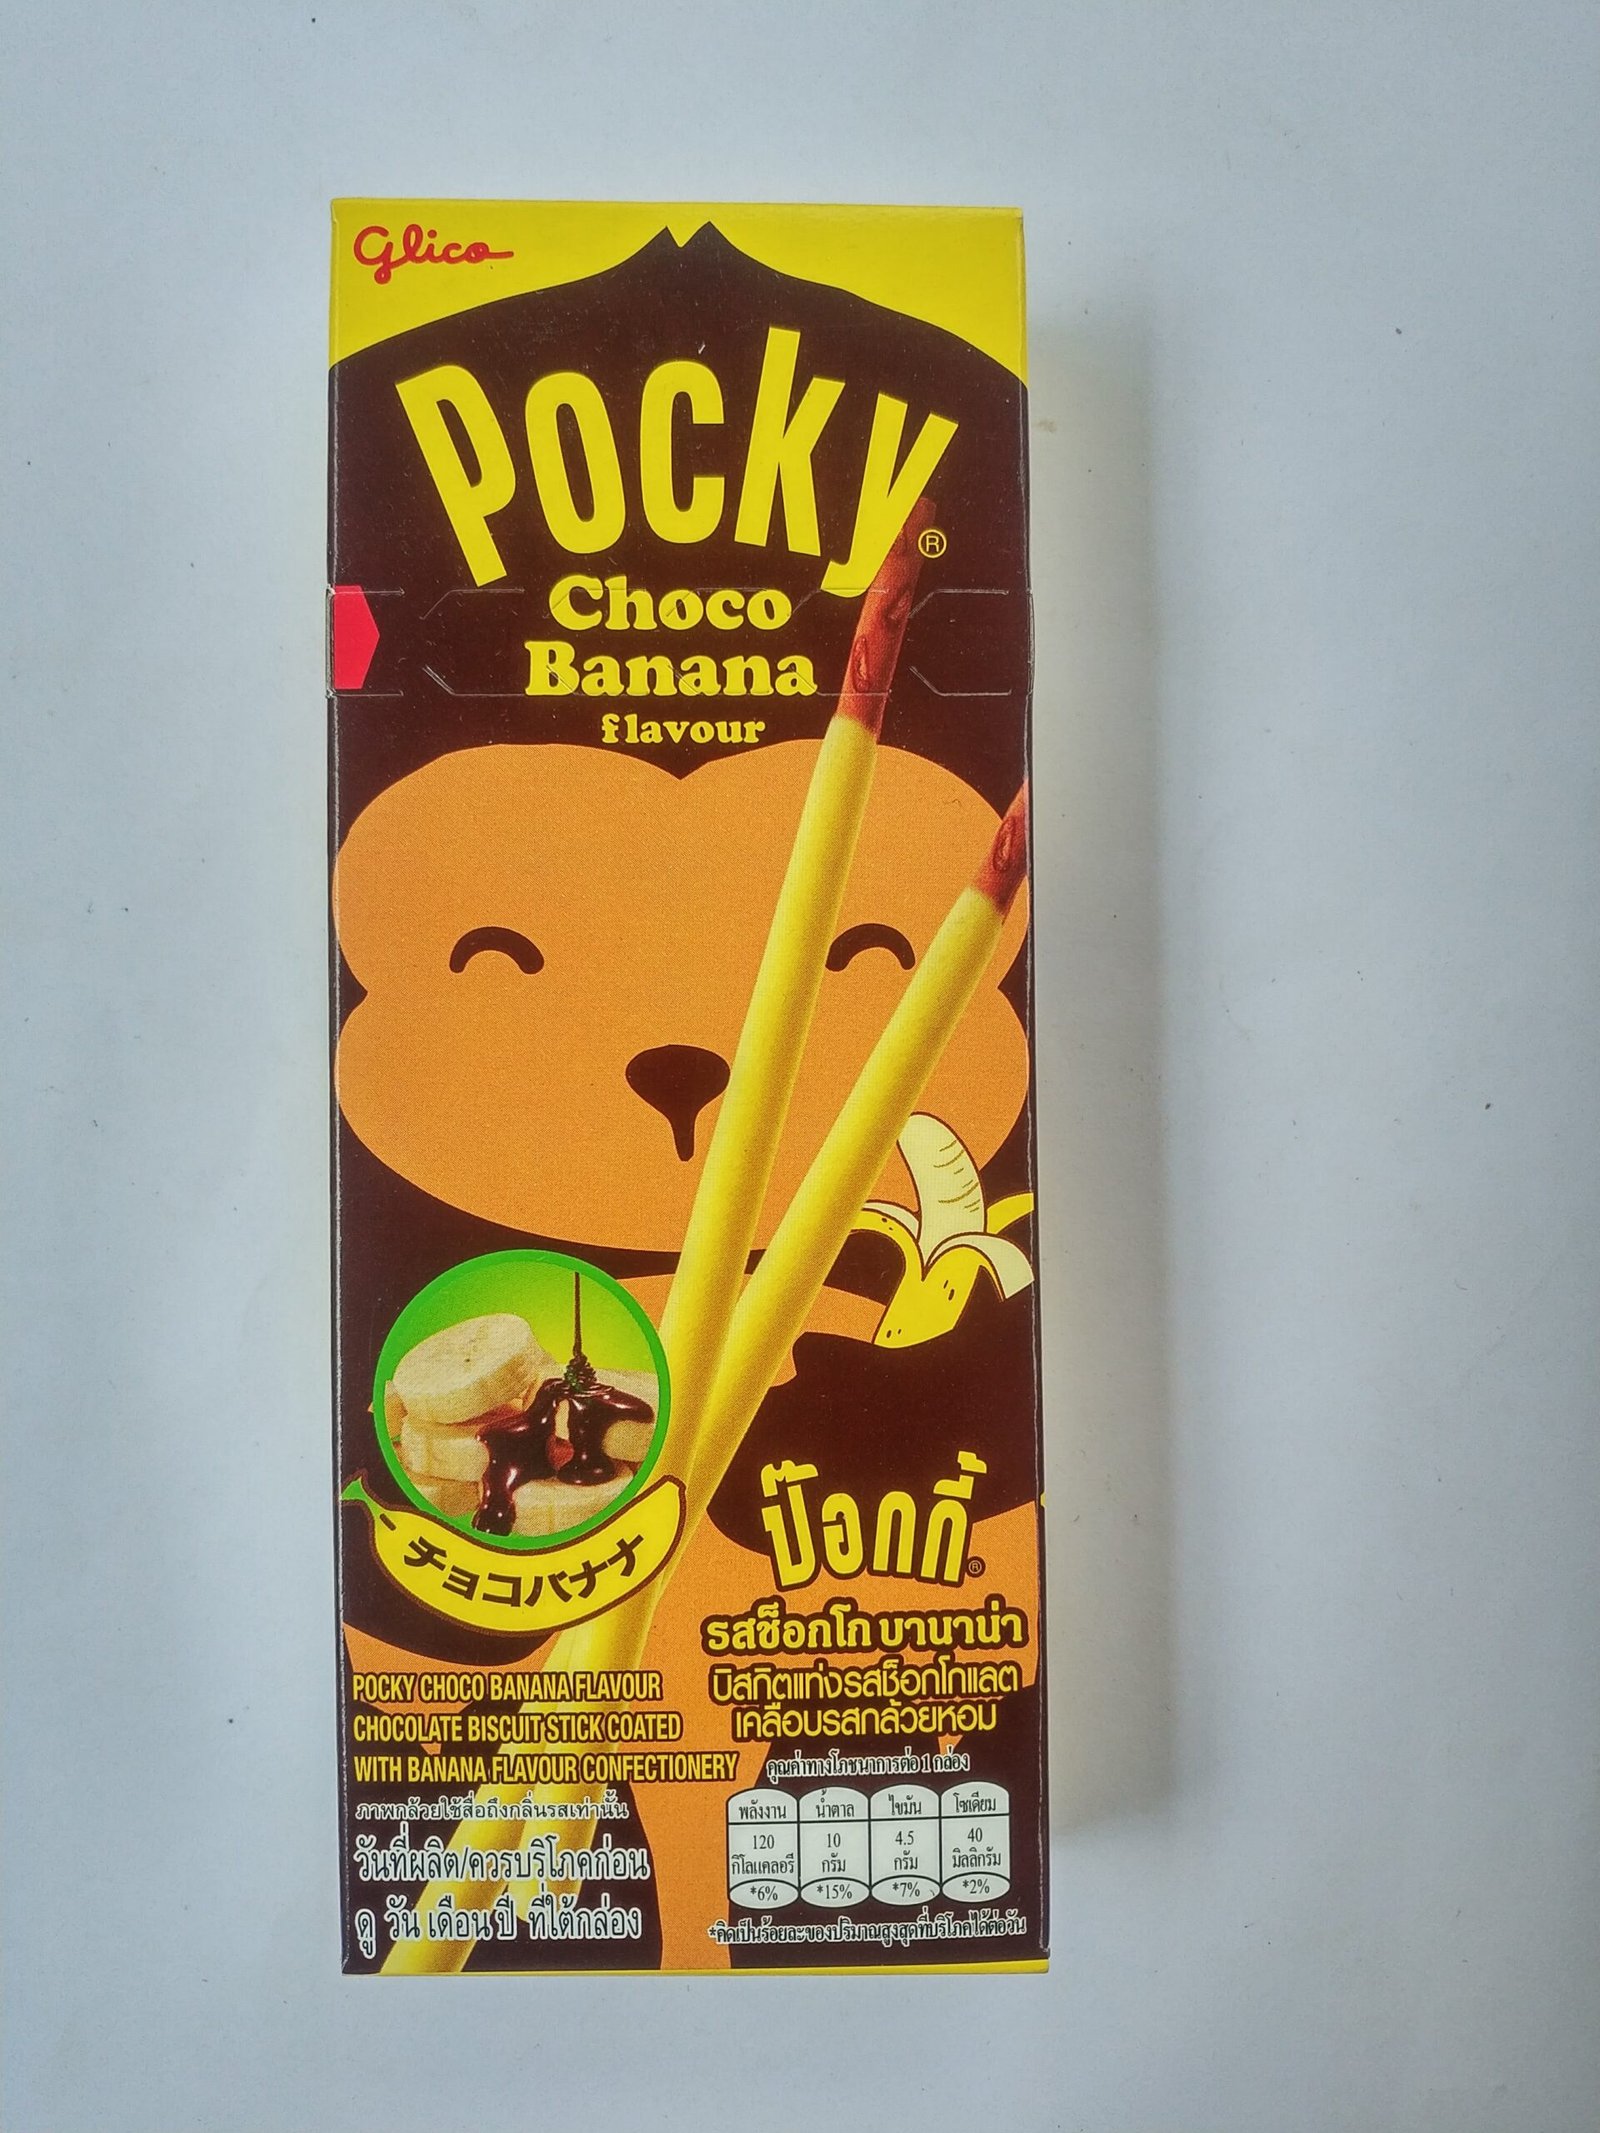 Glico
Pocky®
Choco
Banana
flavour
チョコバナナ
ป๊อกกี้®
รสช็อกโก บานาน่า
บิสกิตแท่งรสช็อกโกแลต
เคลือบรสกล้วยหอม
POCKY CHOCO BANANA FLAVOUR
CHOCOLATE BISCUIT STICK COATED
WITH BANANA FLAVOUR CONFECTIONERY
ภาพกล้วยใช้สื่อถึงกลิ่นรสเท่านั้น
วันที่ผลิต/ควรบริโภคก่อน
ดู วัน เดือน ปี ที่ใต้กล่อง
คุณค่าทางโภชนาการต่อ 1 กล่อง
พลังงาน น้ำตาล ไขมัน โซเดียม
120 10 4.5 40
กิโลแคลอรี กรัม กรัม มิลลิกรัม
*6% *15% *7% *2%
*คิดเป็นร้อยละของปริมาณสูงสุดที่บริโภคได้ต่อวัน